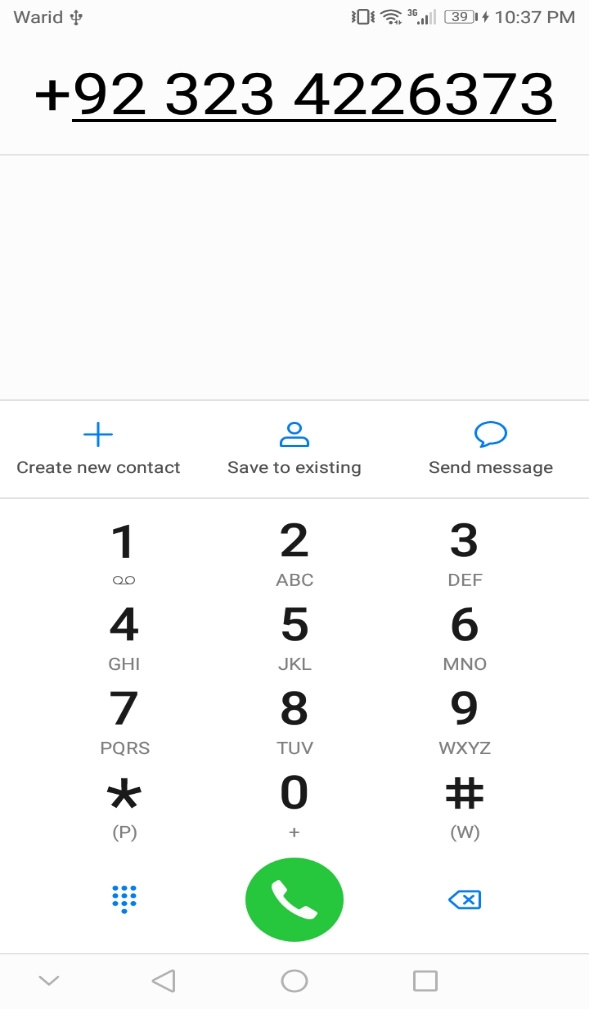 Warid 3G 39 10:37 PM
+92 323 4226373
Create new contact Save to existing Send message
1 2 3
ABC DEF
4 5 6
GHI JKL MNO
7 8 9
PQRS TUV WXYZ
* 0 #
(P) + (W)